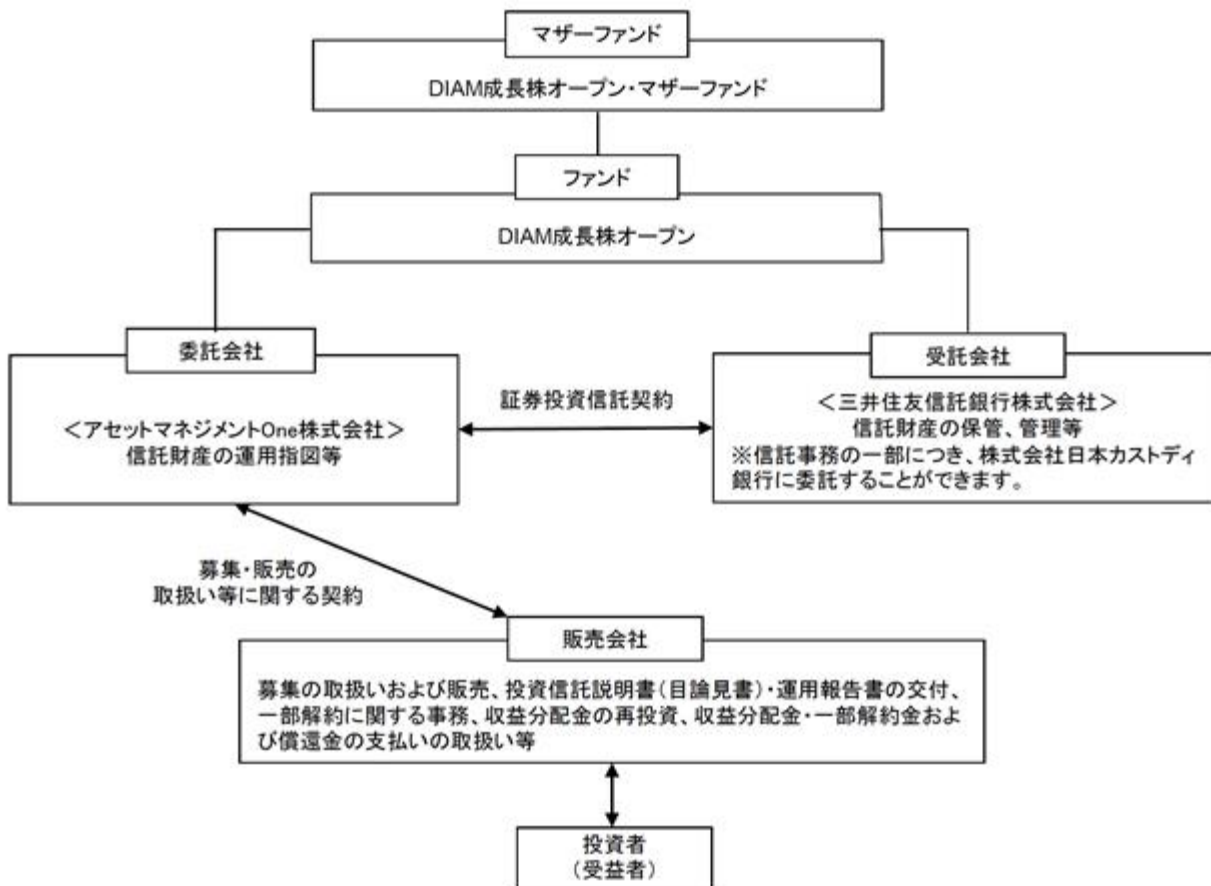 マザーファンド
DIAM成長株オープン・マザーファンド
ファンド
DIAM成長株オープン
委託会社
<アセットマネジメントOne株式会社>
信託財産の運用指図等
証券投資信託契約
受託会社
<三井住友信託銀行株式会社>
信託財産の保管、管理等
※信託事務の一部につき、株式会社日本カストディ
銀行に委託することができます。
募集・販売の
取扱い等に関する契約
販売会社
募集の取扱いおよび販売、投資信託説明書(目論見書)・運用報告書の交付、
一部解約に関する事務、収益分配金の再投資、収益分配金・一部解約金およ
び償還金の支払いの取扱い等
投資者
(受益者)